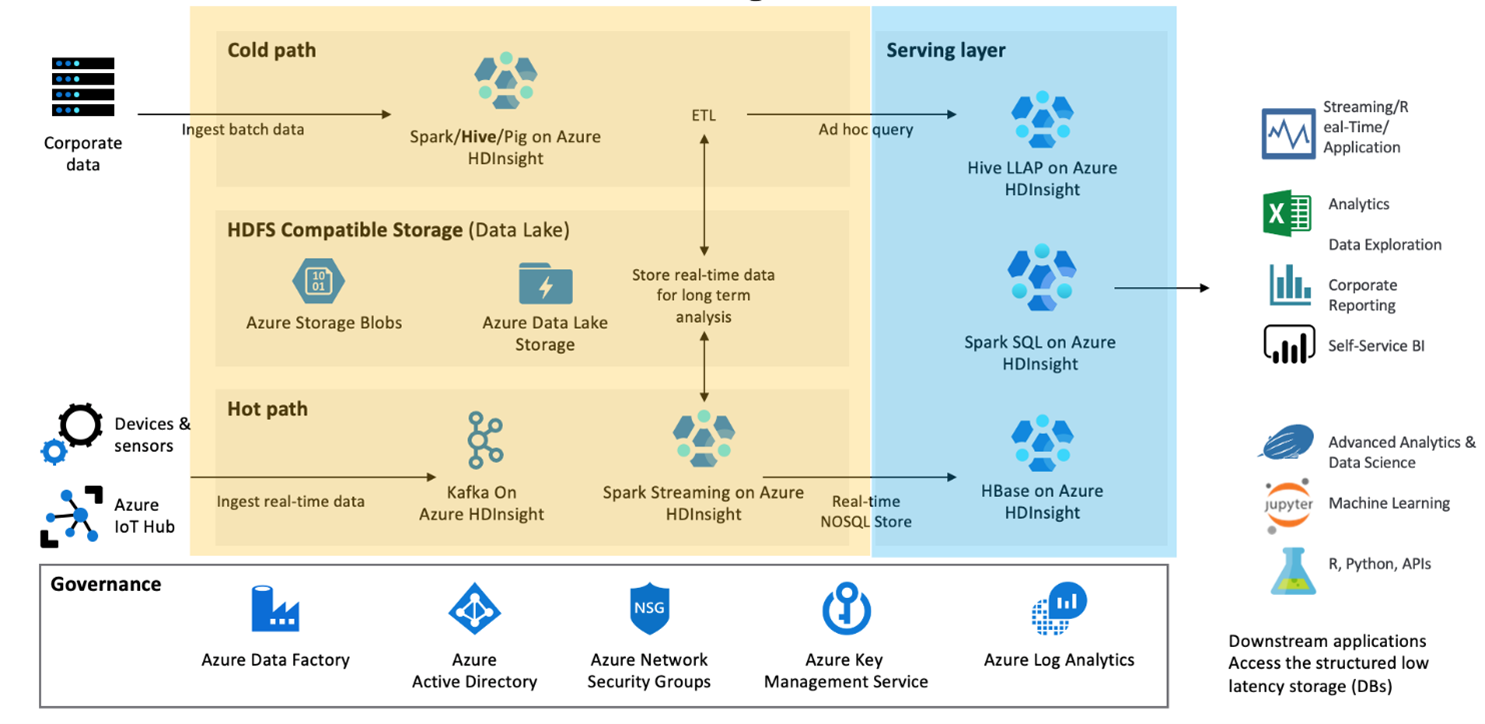 Cold path
Serving layer
Corporate
data
Ingest batch data
Spark/Hive/Pig on Azure
HDInsight
ETL
Ad hoc query
Hive LLAP on Azure
HDInsight
Streaming/R
eal-Time/
Application
HDFS Compatible Storage (Data Lake)
10
01
Azure Storage Blobs
Azure Data Lake
Storage
Store real-time data
for long term
analysis
Spark SQL on Azure
HDInsight
X
Analytics
Data Exploration
Corporate
Reporting
Self-Service BI
Hot path
Devices &
sensors
Azure
IoT Hub
Ingest real-time data
Kafka On
Azure HDInsight
Spark Streaming on Azure
HDInsight
Real-time
NOSQL Store
HBase on Azure
HDInsight
Advanced Analytics &
Data Science
jupyter
Machine Learning
R, Python, APIs
Governance
Azure Data Factory
Azure
Active Directory
NSG
Azure Network
Security Groups
Azure Key
Management Service
Azure Log Analytics
Downstream applications
Access the structured low
latency storage (DBs)